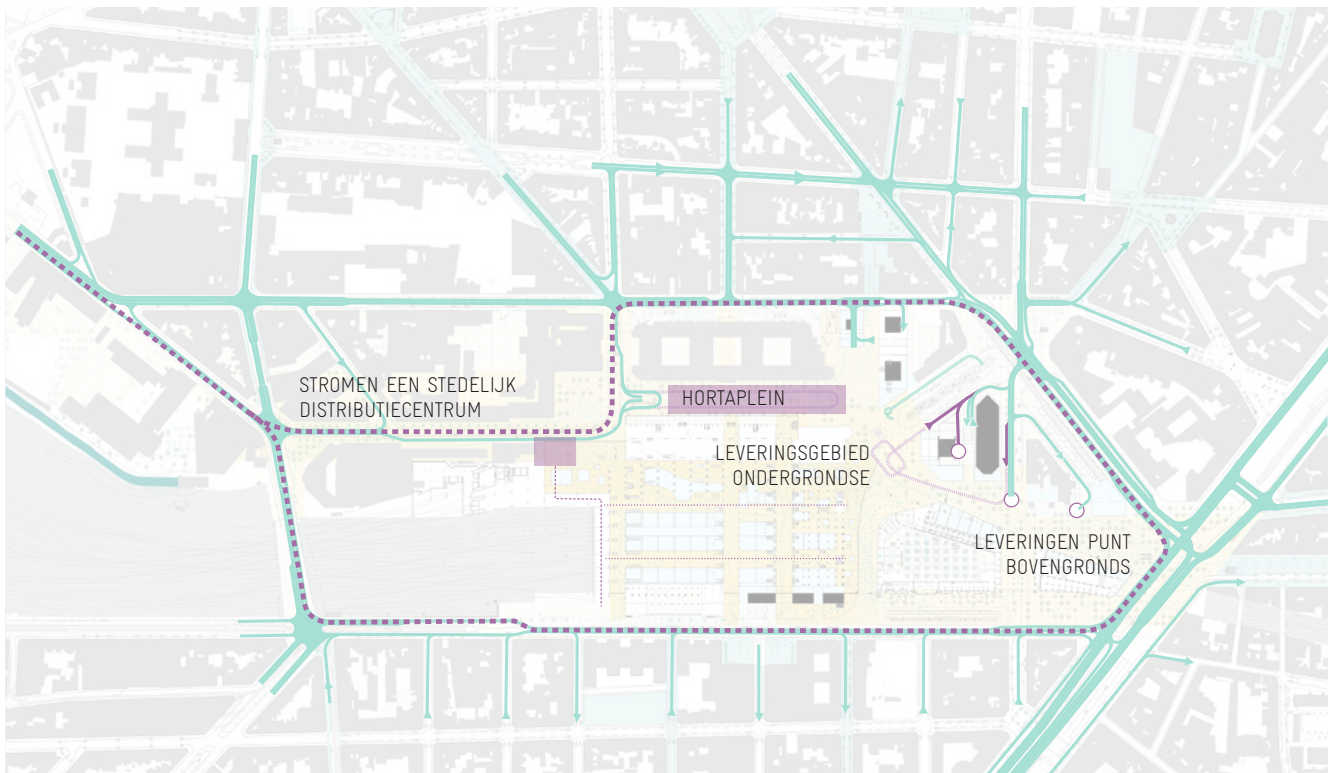 STROMEN EEN STEDELIJK
DISTRIBUTIECENTRUM
HORTAPLEIN
LEVERINGSGEBIED
ONDERGRONDSE
LEVERINGEN PUNT
BOVENGRONDS